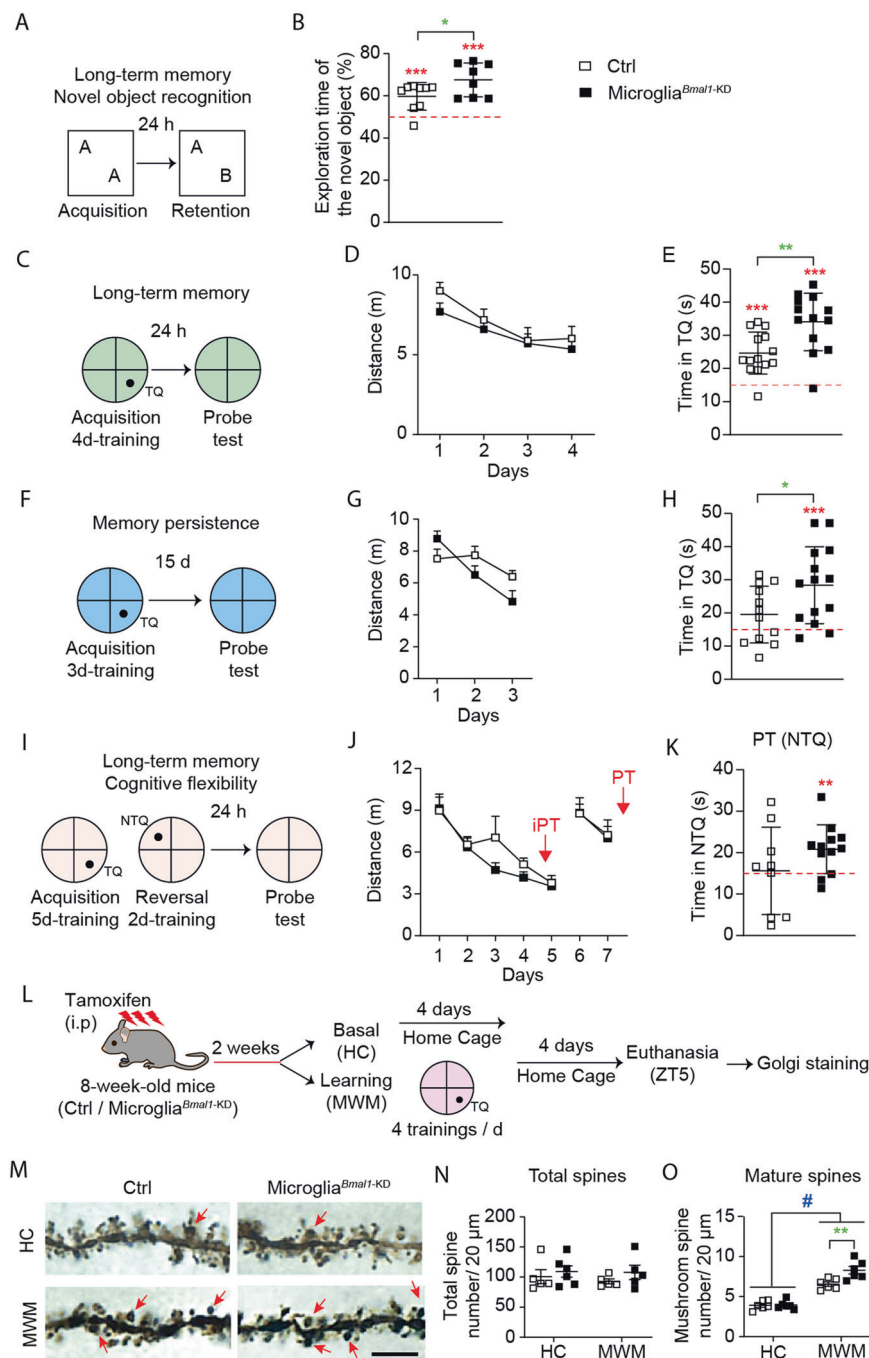 A
Long-term memory
Novel object recognition
24 h
A
A
A
B
Acquisition
Retention
B
*
***
***
80
60
40
20
0
Exploration time of
the novel object (%)
Ctrl
Microglia Bmal1-KD
C
Long-term memory
24 h
TQ
Acquisition
4d-training
Probe
test
D
10
5
0
Distance (m)
1 2 3 4
Days
E
**
***
***
50
40
30
20
10
0
Time in TQ (s)
F
Memory persistence
15 d
TQ
Acquisition
3d-training
Probe
test
G
10
8
6
4
2
0
Distance (m)
1 2 3
Days
H
*
***
50
40
30
20
10
0
Time in TQ (s)
I
Long-term memory
Cognitive flexibility
24 h
NTQ
TQ
Acquisition
5d-training
Reversal
2d-training
Probe
test
J
12
9
6
3
0
Distance (m)
iPT
PT
1 2 3 4 5 6 7
Days
K
PT (NTQ)
**
40
30
20
10
0
Time in NTQ (s)
L
Tamoxifen
(i.p)
2 weeks
8-week-old mice
(Ctrl / Microglia Bmal1-KD)
Basal
(HC)
Learning
(MWM)
4 days
Home Cage
TQ
4 trainings / d
4 days
Home Cage
Euthanasia
(ZT5)
Golgi staining
M
Ctrl
Microglia Bmal1-KD
HC
MWM
N
Total spines
200
150
100
50
0
Total spine
number/ 20 µm
HC MWM
O
Mature spines
#
**
15
10
5
0
Mushroom spine
number/ 20 µm
HC MWM